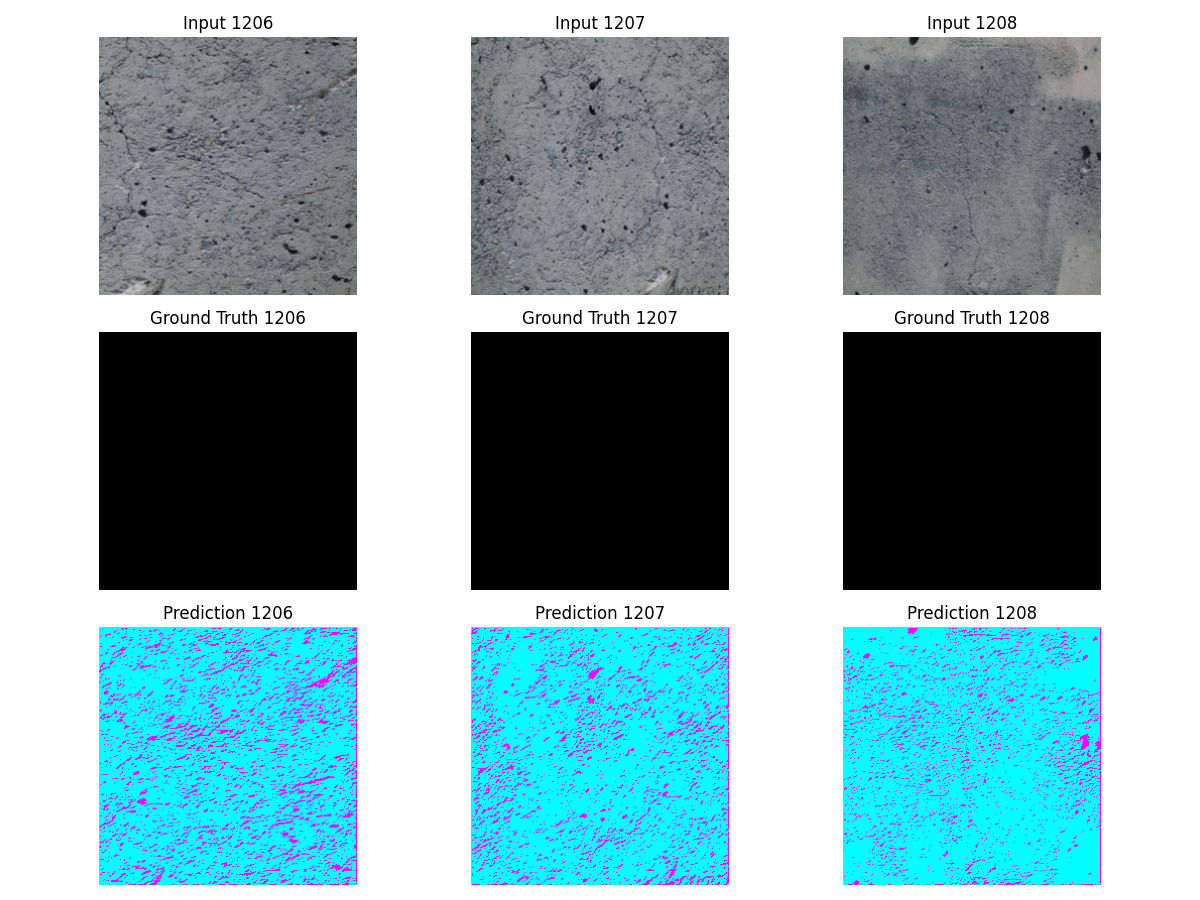 Input 1206
Input 1207
Input 1208
Ground Truth 1206
Ground Truth 1207
Ground Truth 1208
Prediction 1206
Prediction 1207
Prediction 1208